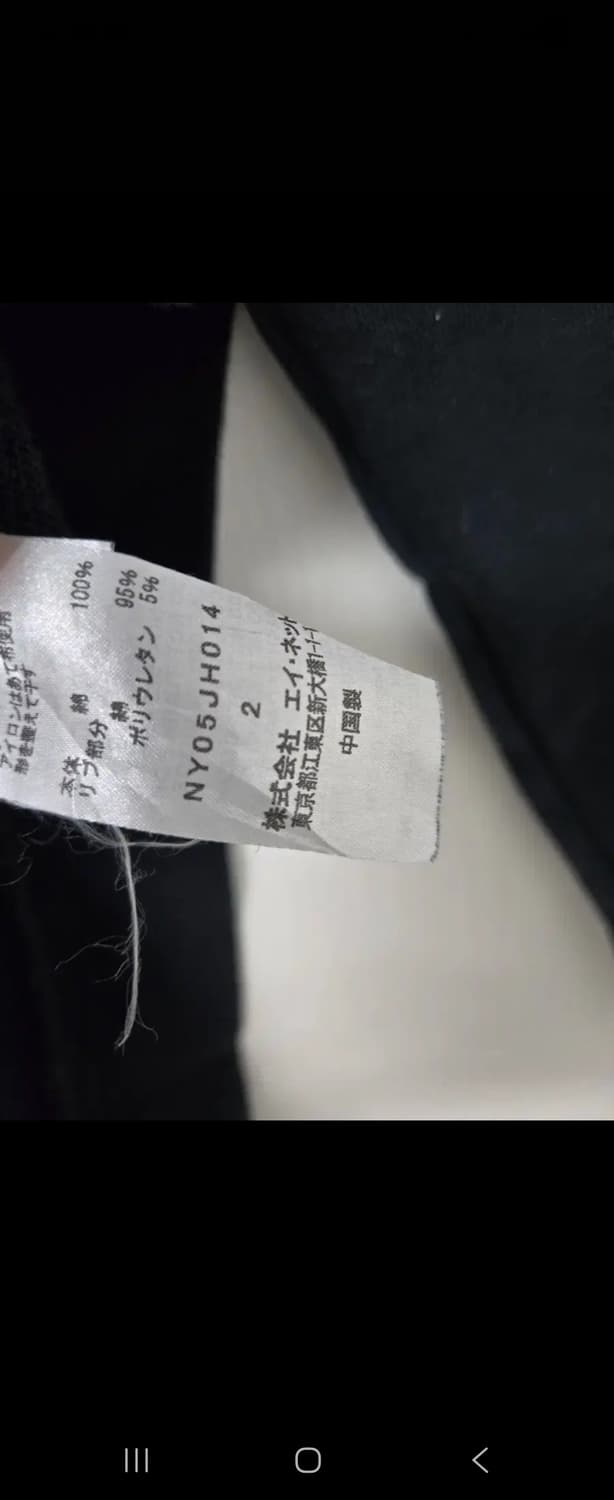 アイロンはあて布使用
形を整えて干す
本体 綿 100%
リブ部分
綿 95%
ポリウレタン 5%
NY05JH014
2
株式会社 エイ・ネット
東京都江東区新大橋1-1-
中国製